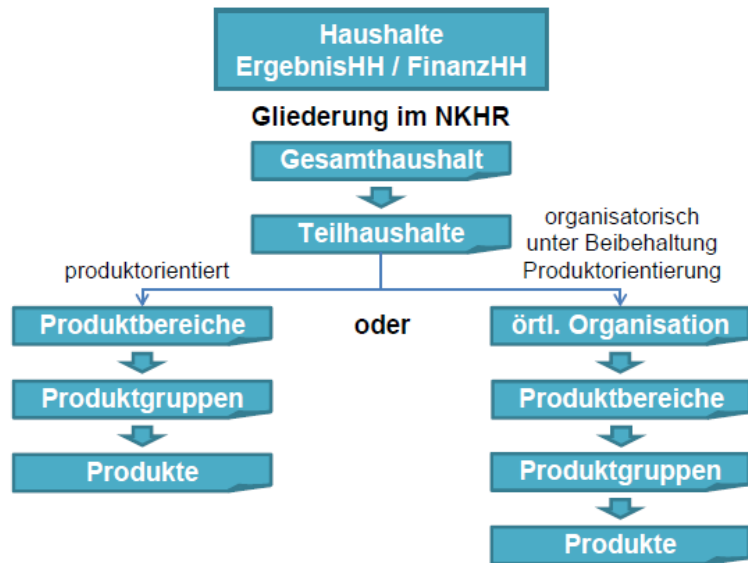 Haushalte
ErgebnisHH / FinanzHH
Gliederung im NKHR
Gesamthaushalt
Teilhaushalte
produktorientiert
organisatorisch
unter Beibehaltung
Produktorientierung
Produktbereiche
oder
örtl. Organisation
Produktgruppen
Produktbereiche
Produkte
Produktgruppen
Produkte